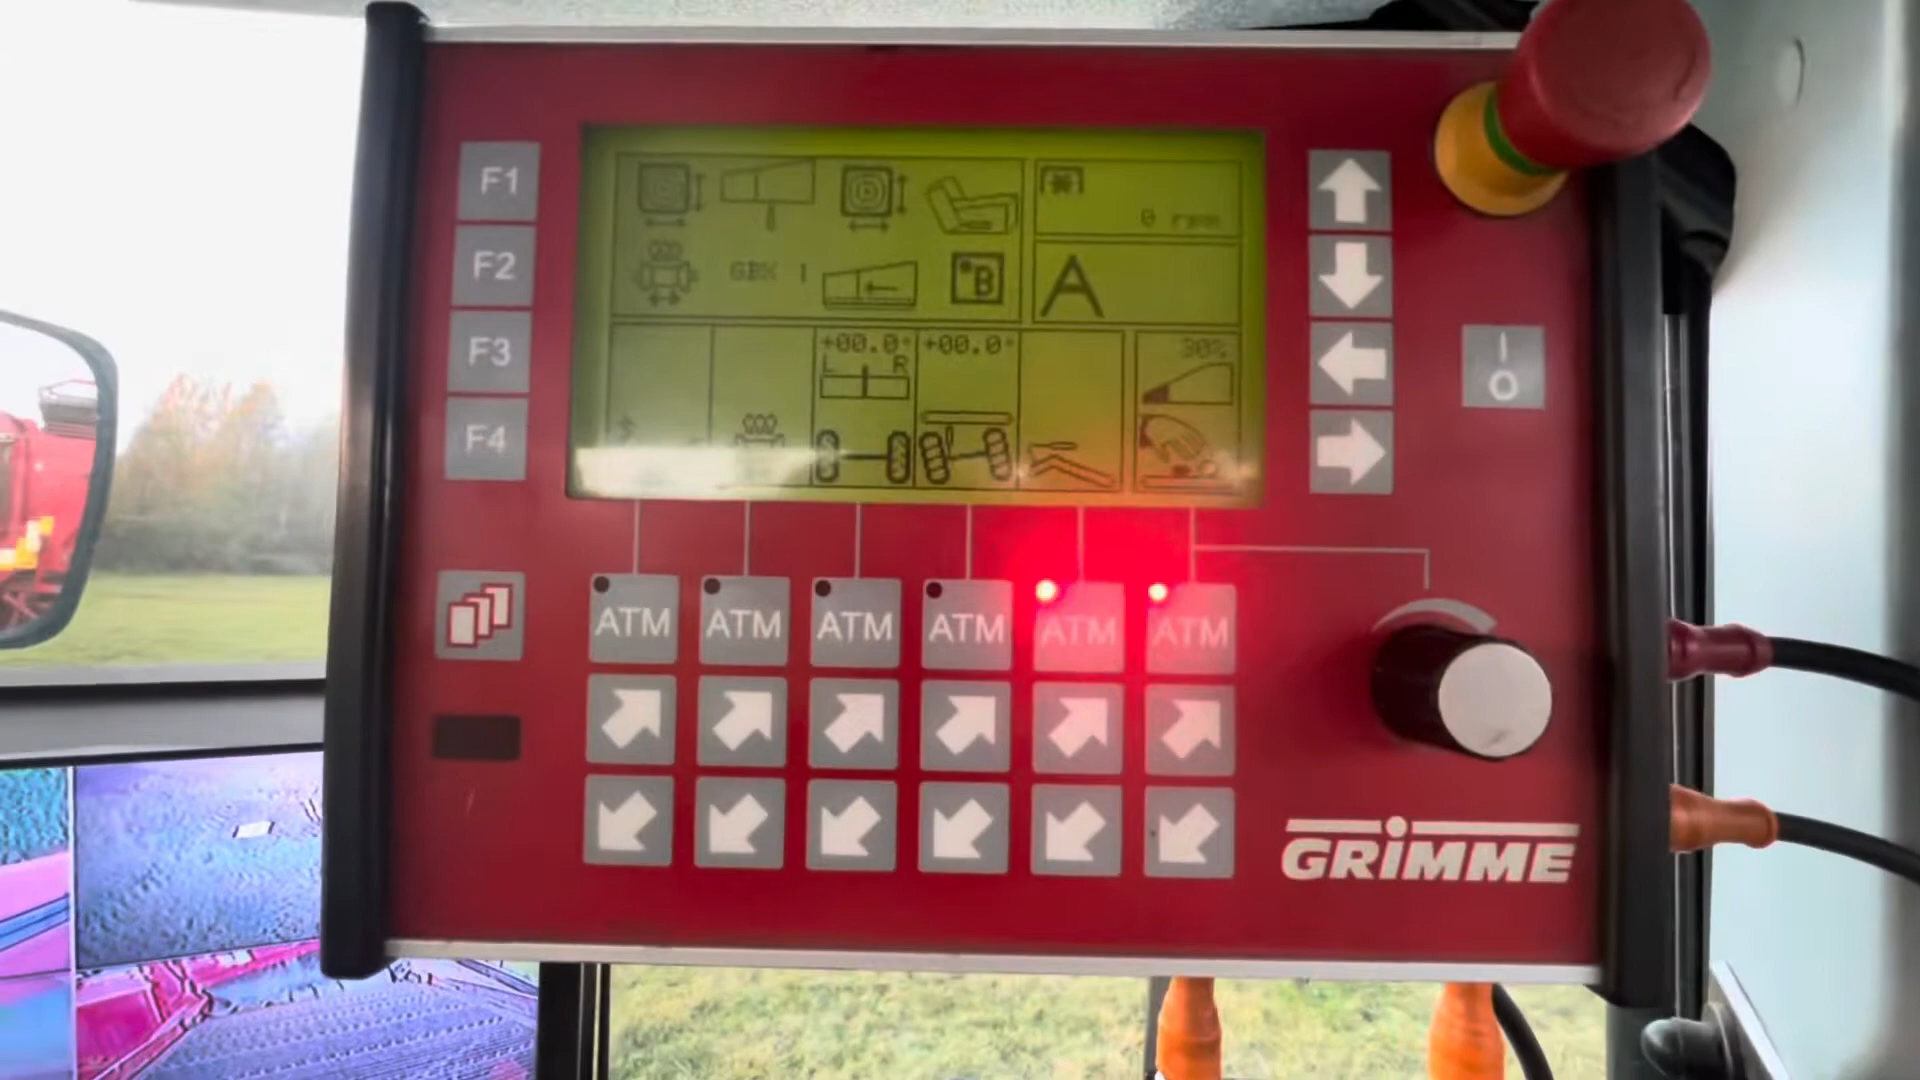 F1
F2
F3
F4
0 rpm
GBX 1
B
A
+00.0°
+00.0°
30%
L R
I
O
ATM ATM ATM ATM ATM ATM
GRIMME